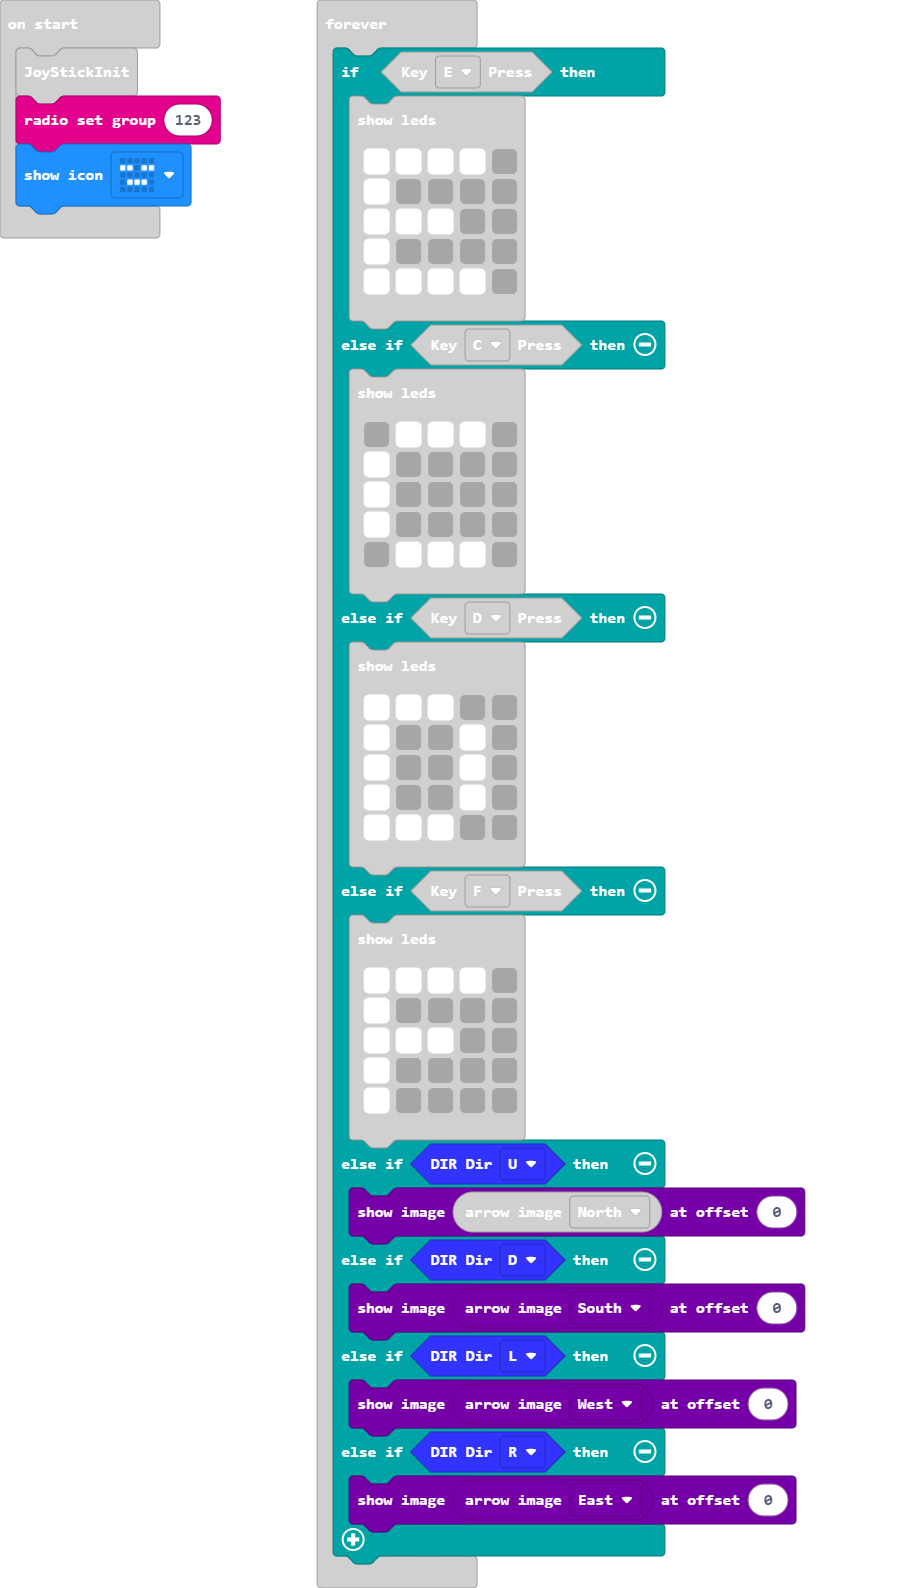 on start
JoyStickInit
radio set group 123
show icon
forever
if Key E Press then
show leds
else if Key C Press then
show leds
else if Key D Press then
show leds
else if Key F Press then
show leds
else if DIR Dir U then
show image arrow image North at offset 0
else if DIR Dir D then
show image arrow image South at offset 0
else if DIR Dir L then
show image arrow image West at offset 0
else if DIR Dir R then
show image arrow image East at offset 0